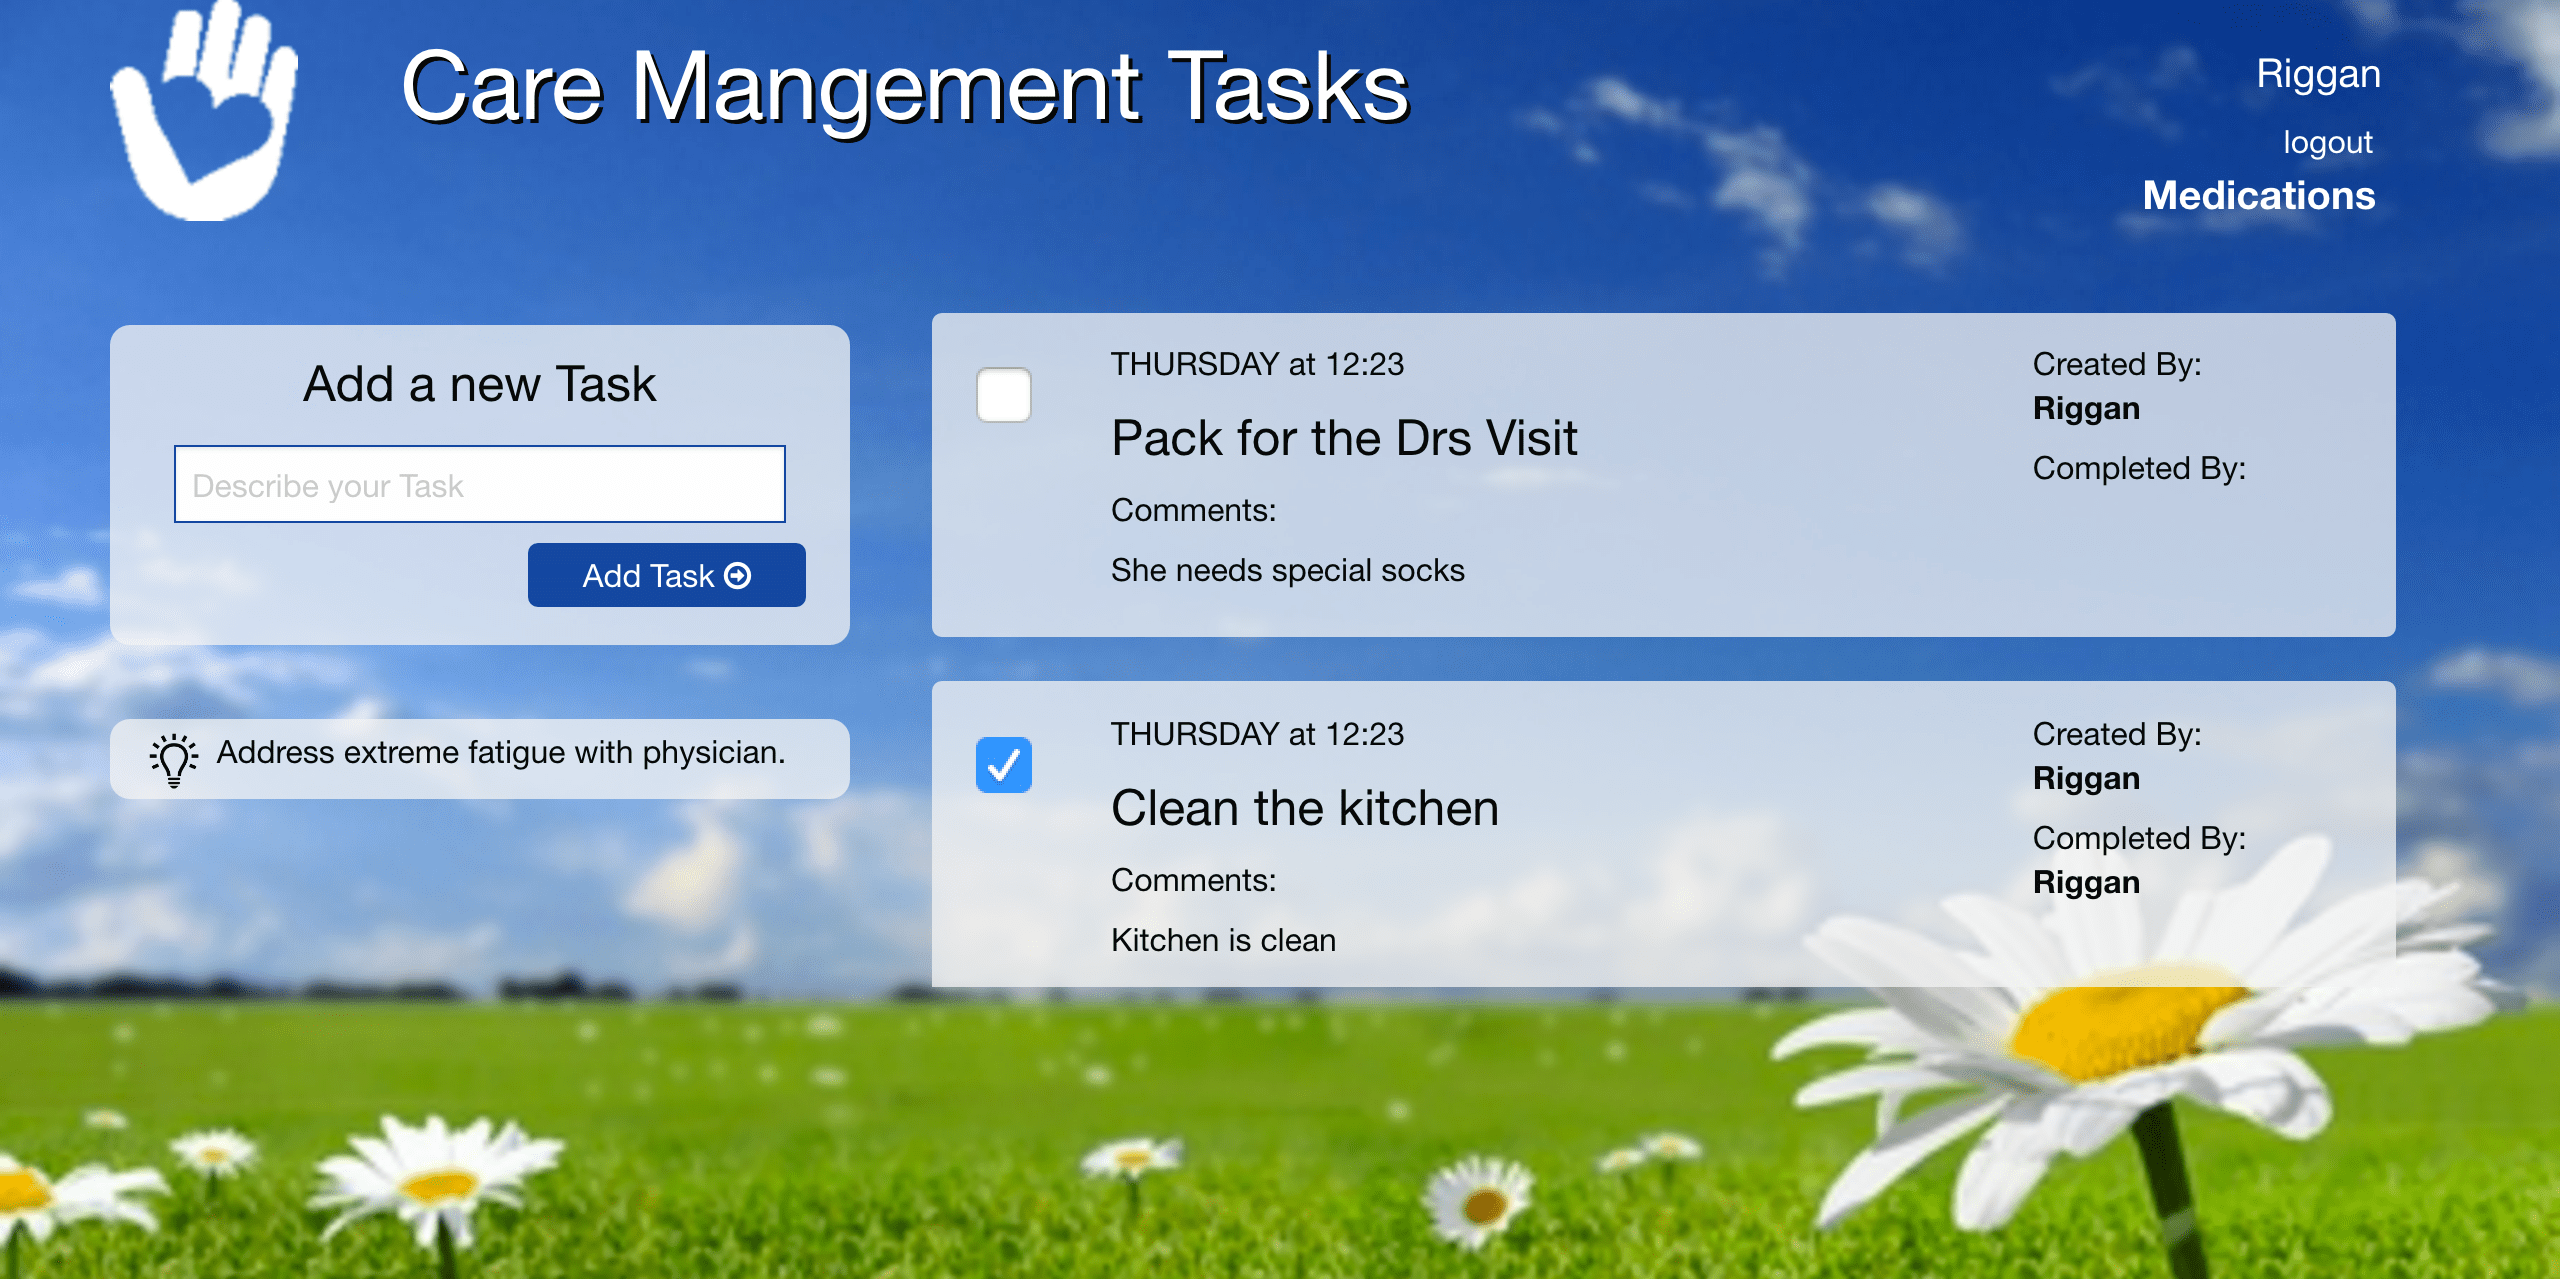 Care Mangement Tasks
Riggan
logout
Medications
Add a new Task
Describe your Task
Add Task
Address extreme fatigue with physician.
THURSDAY at 12:23
Pack for the Drs Visit
Comments:
She needs special socks
Created By:
Riggan
Completed By:
THURSDAY at 12:23
Clean the kitchen
Comments:
Kitchen is clean
Created By:
Riggan
Completed By:
Riggan